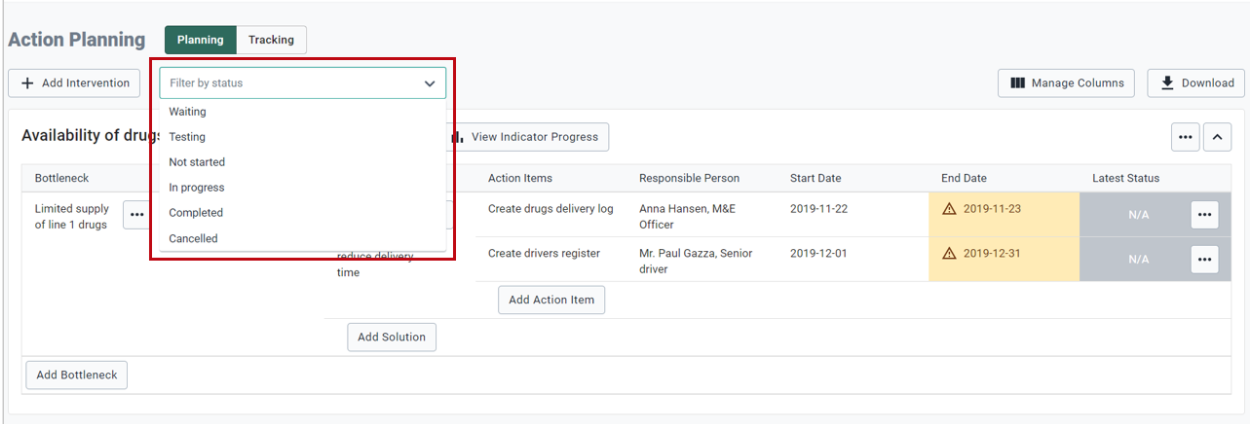 Action Planning
Planning
Tracking
+ Add Intervention
Filter by status
Manage Columns
Download
Waiting
Testing
Not started
In progress
Completed
Cancelled
Availability of drugs
View Indicator Progress
Bottleneck
Action Items
Responsible Person
Start Date
End Date
Latest Status
Limited supply
of line 1 drugs
Create drugs delivery log
Anna Hansen, M&E
Officer
2019-11-22
2019-11-23
N/A
reduce delivery
time
Create drivers register
Mr. Paul Gazza, Senior
driver
2019-12-01
2019-12-31
N/A
Add Action Item
Add Solution
Add Bottleneck